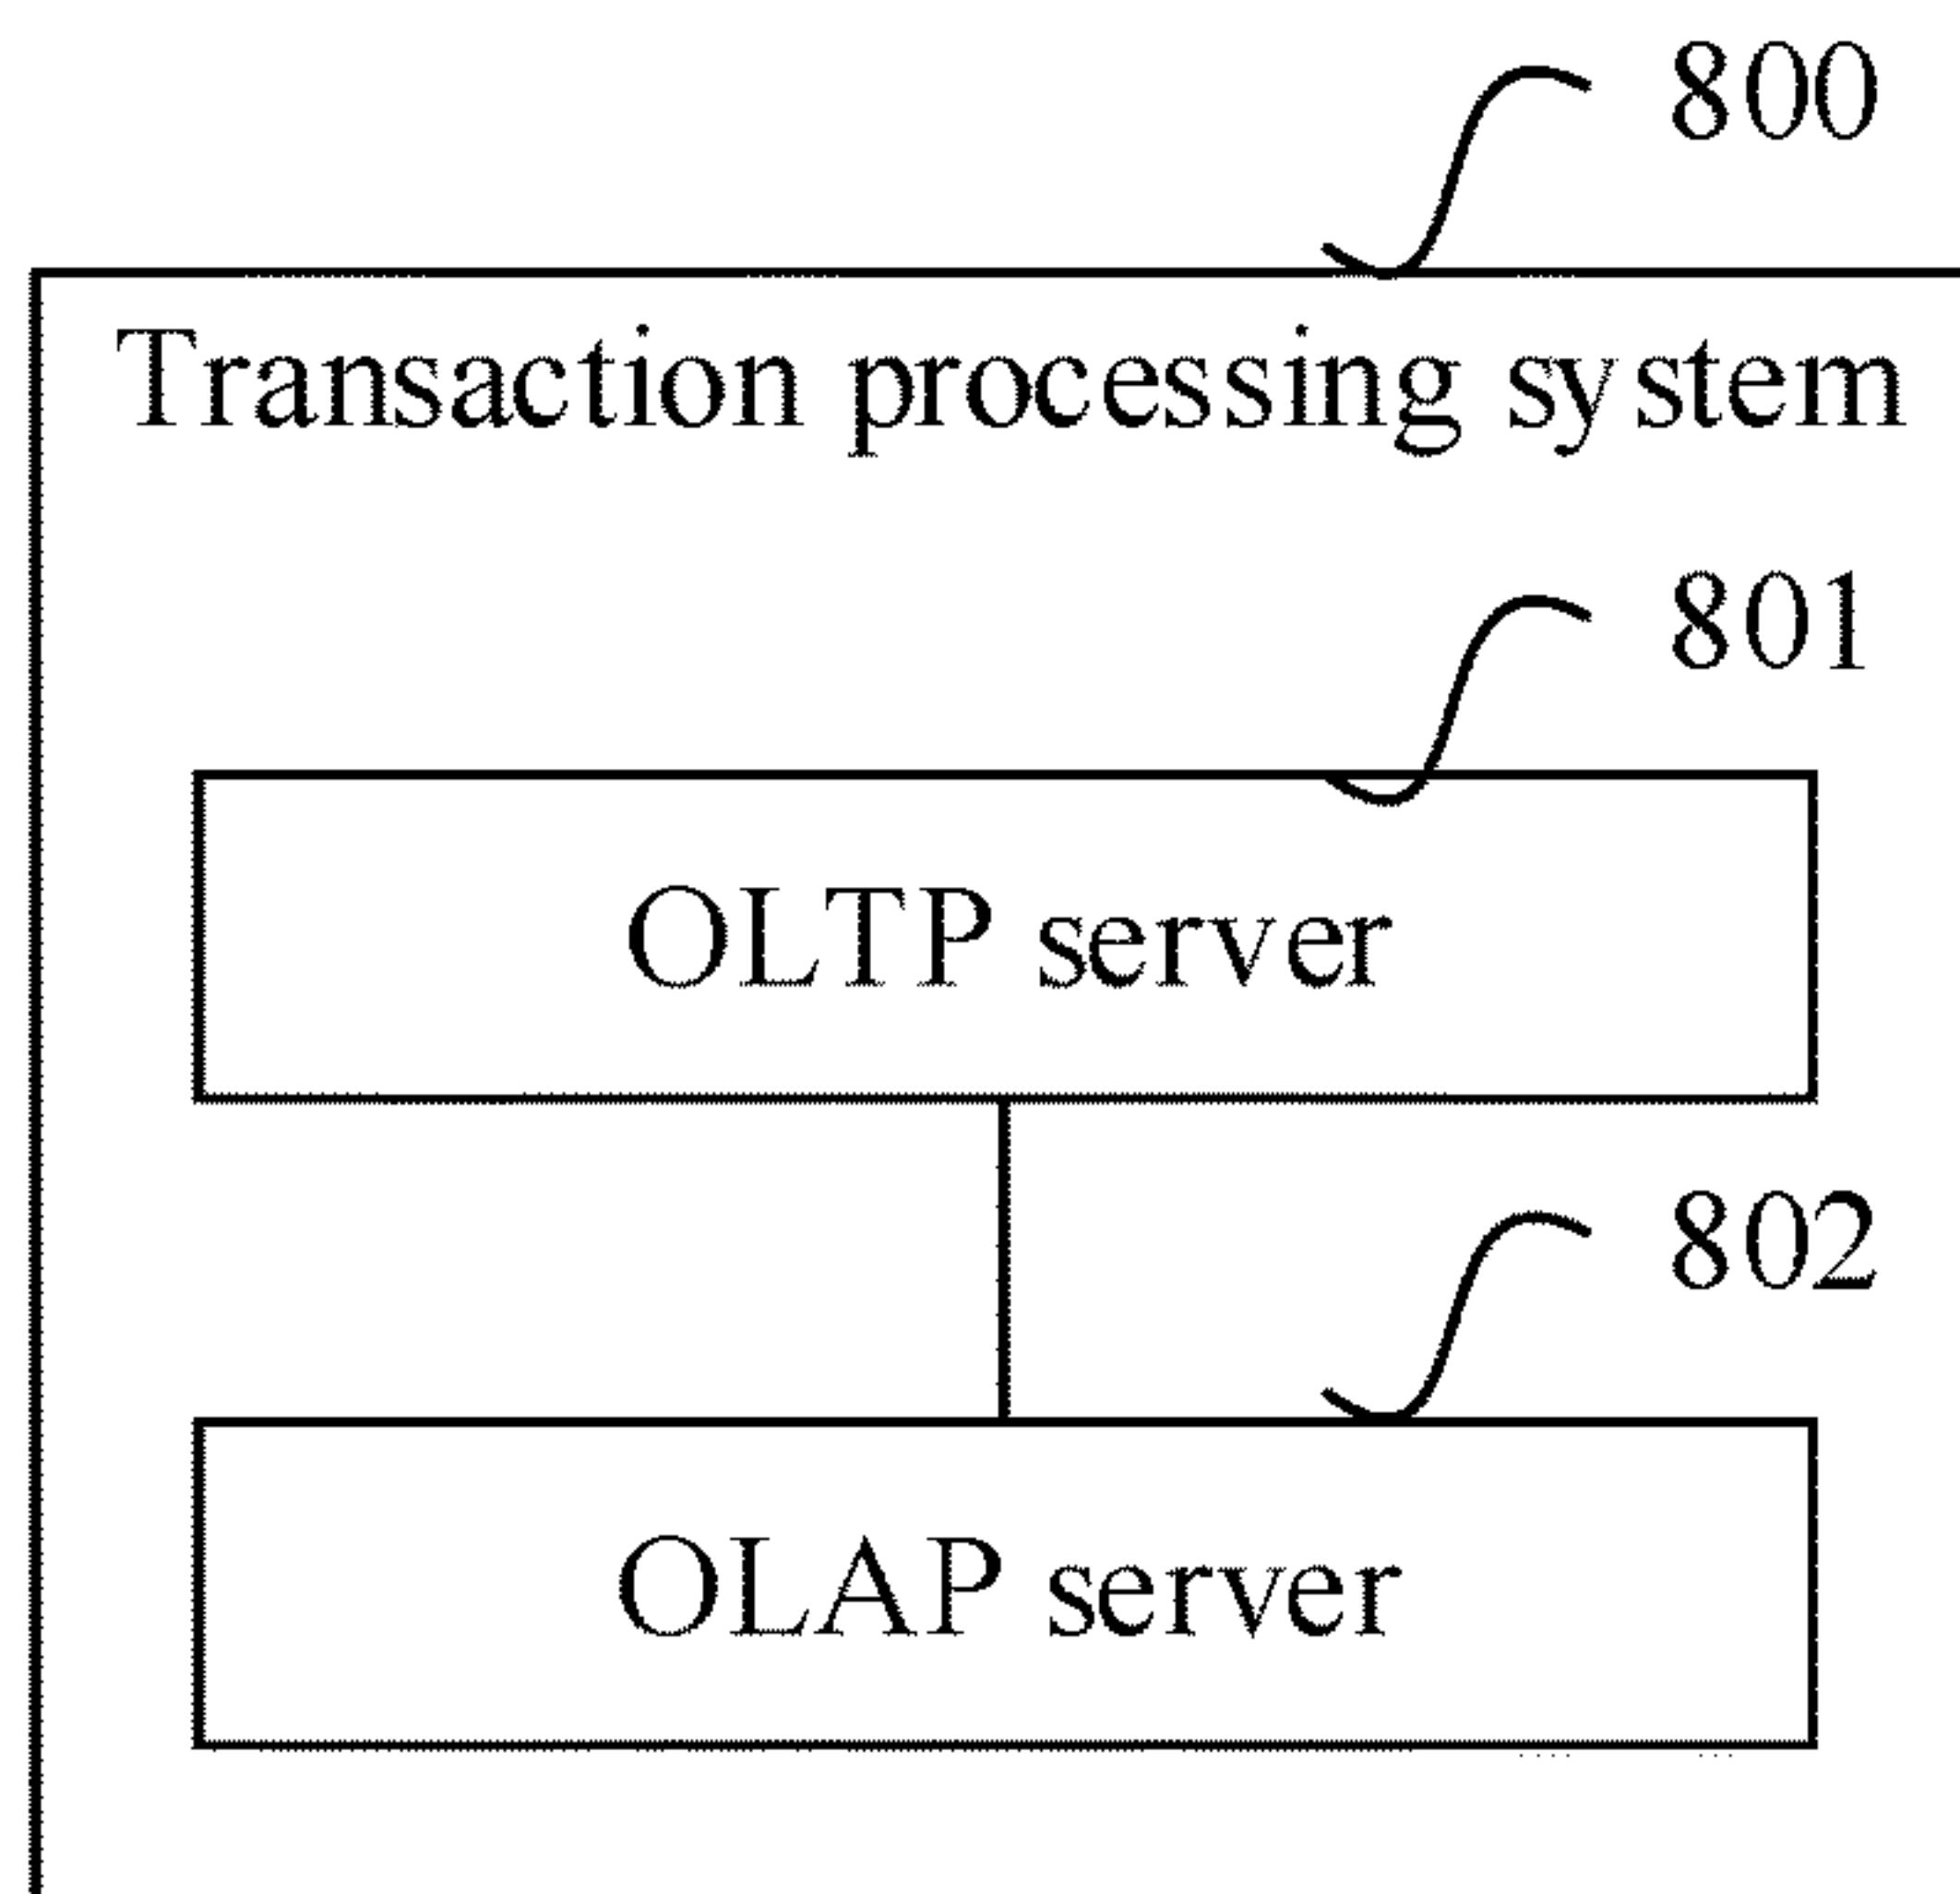 800
Transaction processing system
801
OLTP server
802
OLAP server